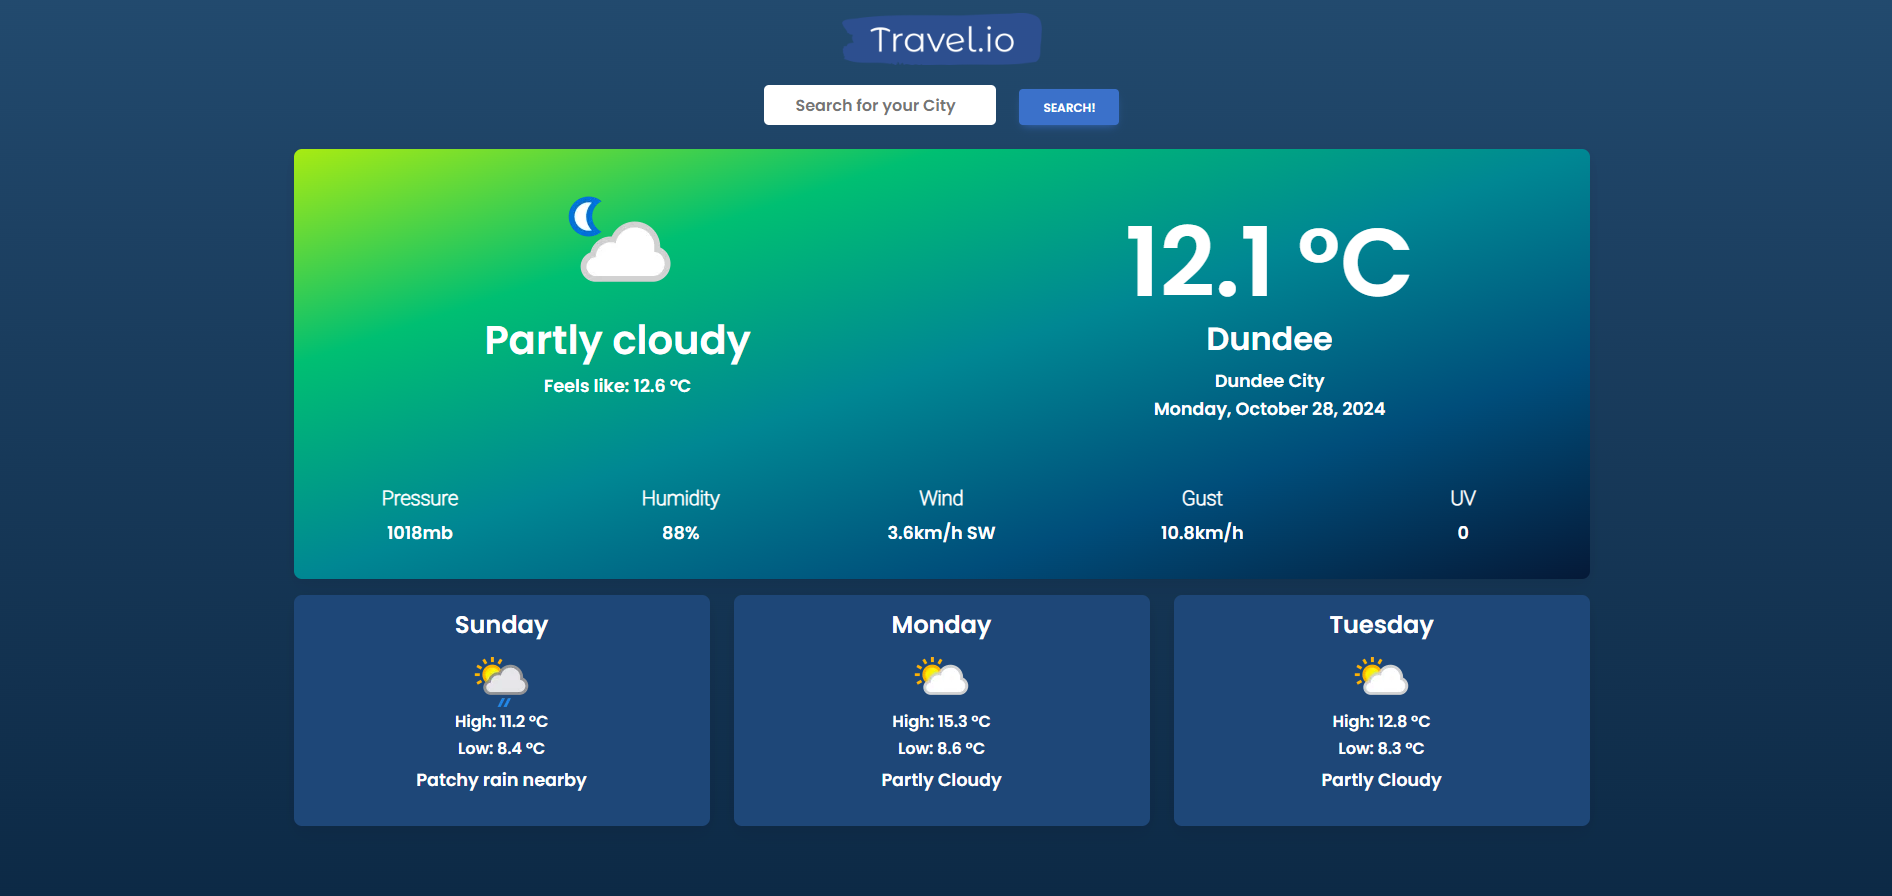 Travel.io
Search for your City
SEARCH!
Partly cloudy
Feels like: 12.6 °C
12.1 °C
Dundee
Dundee City
Monday, October 28, 2024
Pressure
1018mb
Humidity
88%
Wind
3.6km/h SW
Gust
10.8km/h
UV
0
Sunday
High: 11.2 °C
Low: 8.4 °C
Patchy rain nearby
Monday
High: 15.3 °C
Low: 8.6 °C
Partly Cloudy
Tuesday
High: 12.8 °C
Low: 8.3 °C
Partly Cloudy